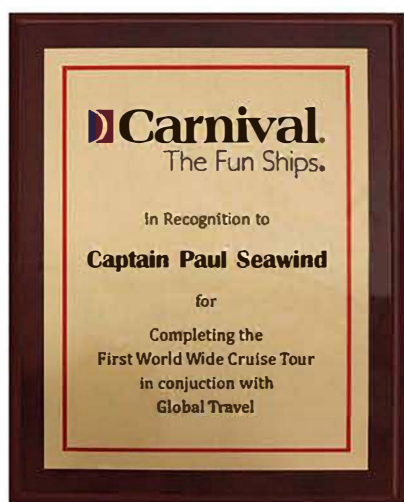 Carnival.
The Fun Ships.
in Recognition to
Captain Paul Seawind
for
Completing the
First World Wide Cruise Tour
in conjuction with
Global Travel